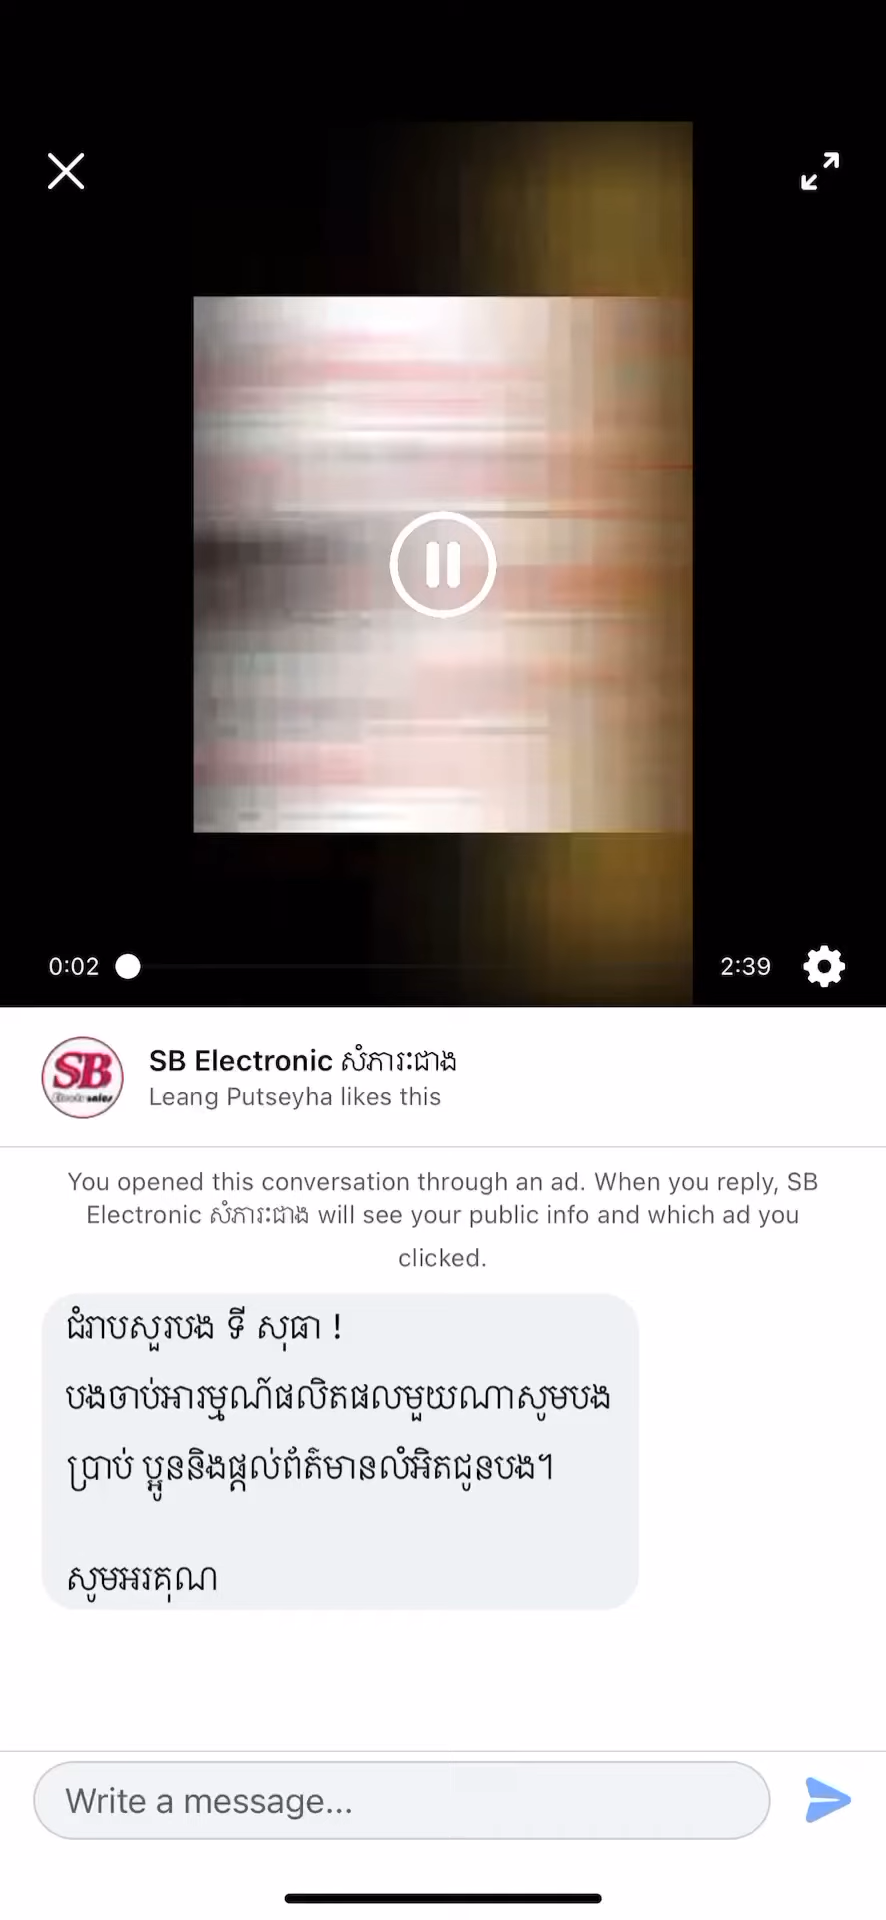 0:02
2:39
SB
SB Electronic សំភារះជាង
Leang Putseyha likes this
You opened this conversation through an ad. When you reply, SB
Electronic សំភារះជាង will see your public info and which ad you
clicked.
ជំរាបសួរបង ទី សុធា !
បងចាប់អារម្មណ៍ផលិតផលមួយណាសូមបង
ប្រាប់ ប្អូននិងផ្តល់ព័ត៌មានលំអិតជូនបង។
សូមអរគុណ
Write a message...